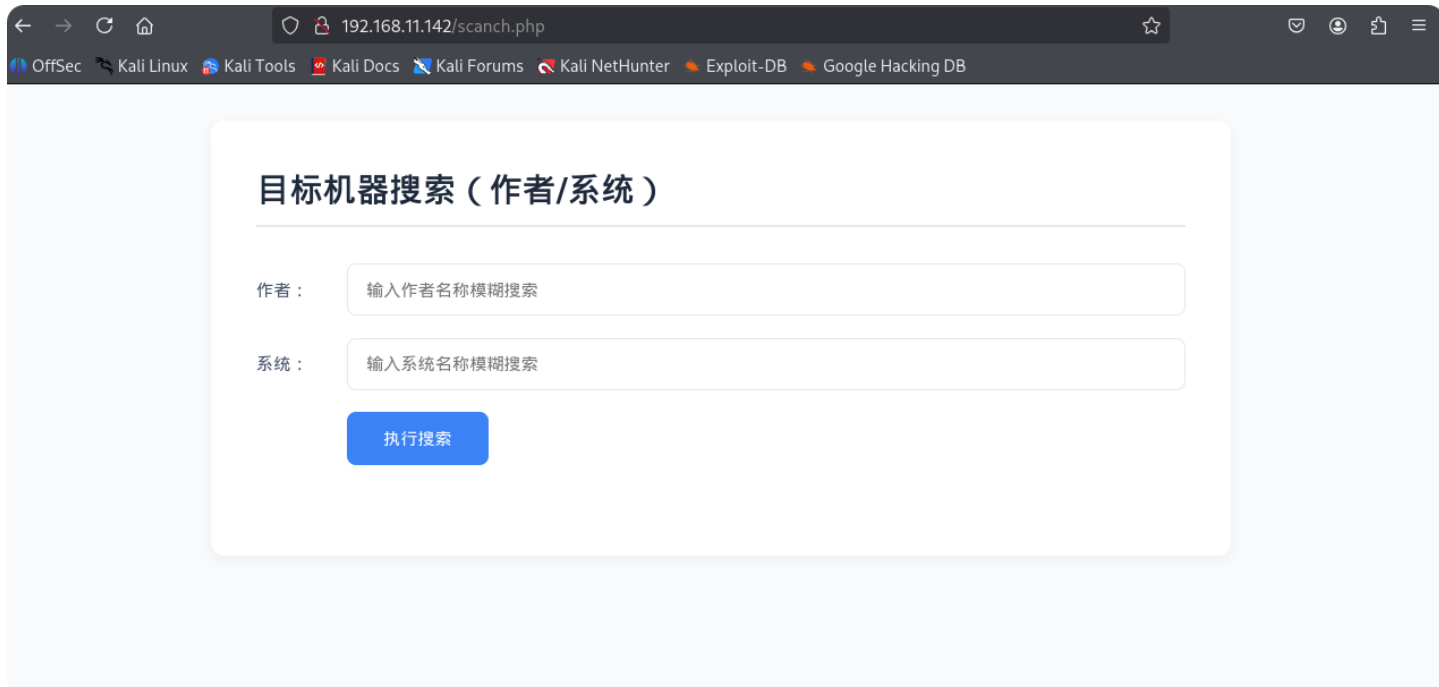 192.168.11.142/scanch.php
OffSec Kali Linux Kali Tools Kali Docs Kali Forums Kali NetHunter Exploit-DB Google Hacking DB
目标机器搜索（作者/系统）
作者： 输入作者名称模糊搜索
系统： 输入系统名称模糊搜索
执行搜索